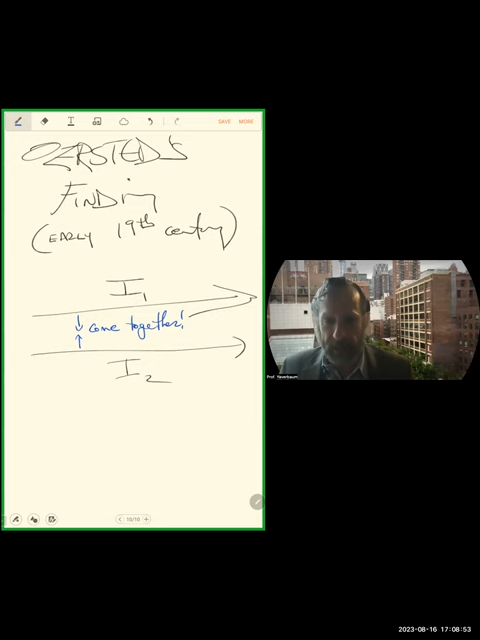 T SAVE MORE
OERSTED'S
FINDING
(EARLY 19th century)
I1
come together!
I2
Prof Yaverbaum
10/10
2023-08-16 17:08:53